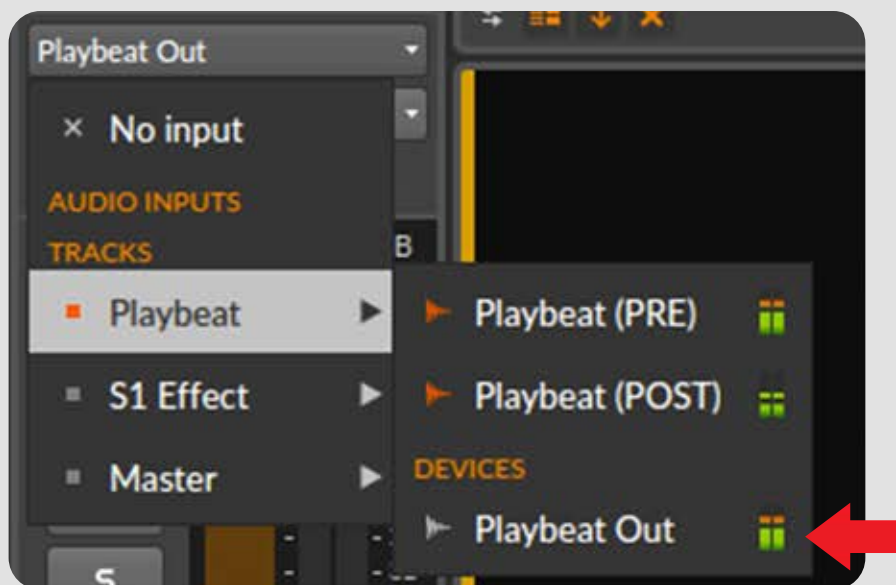 Playbeat Out
No input
AUDIO INPUTS
TRACKS
B
Playbeat
Playbeat (PRE)
S1 Effect
Playbeat (POST)
DEVICES
Master
Playbeat Out
S